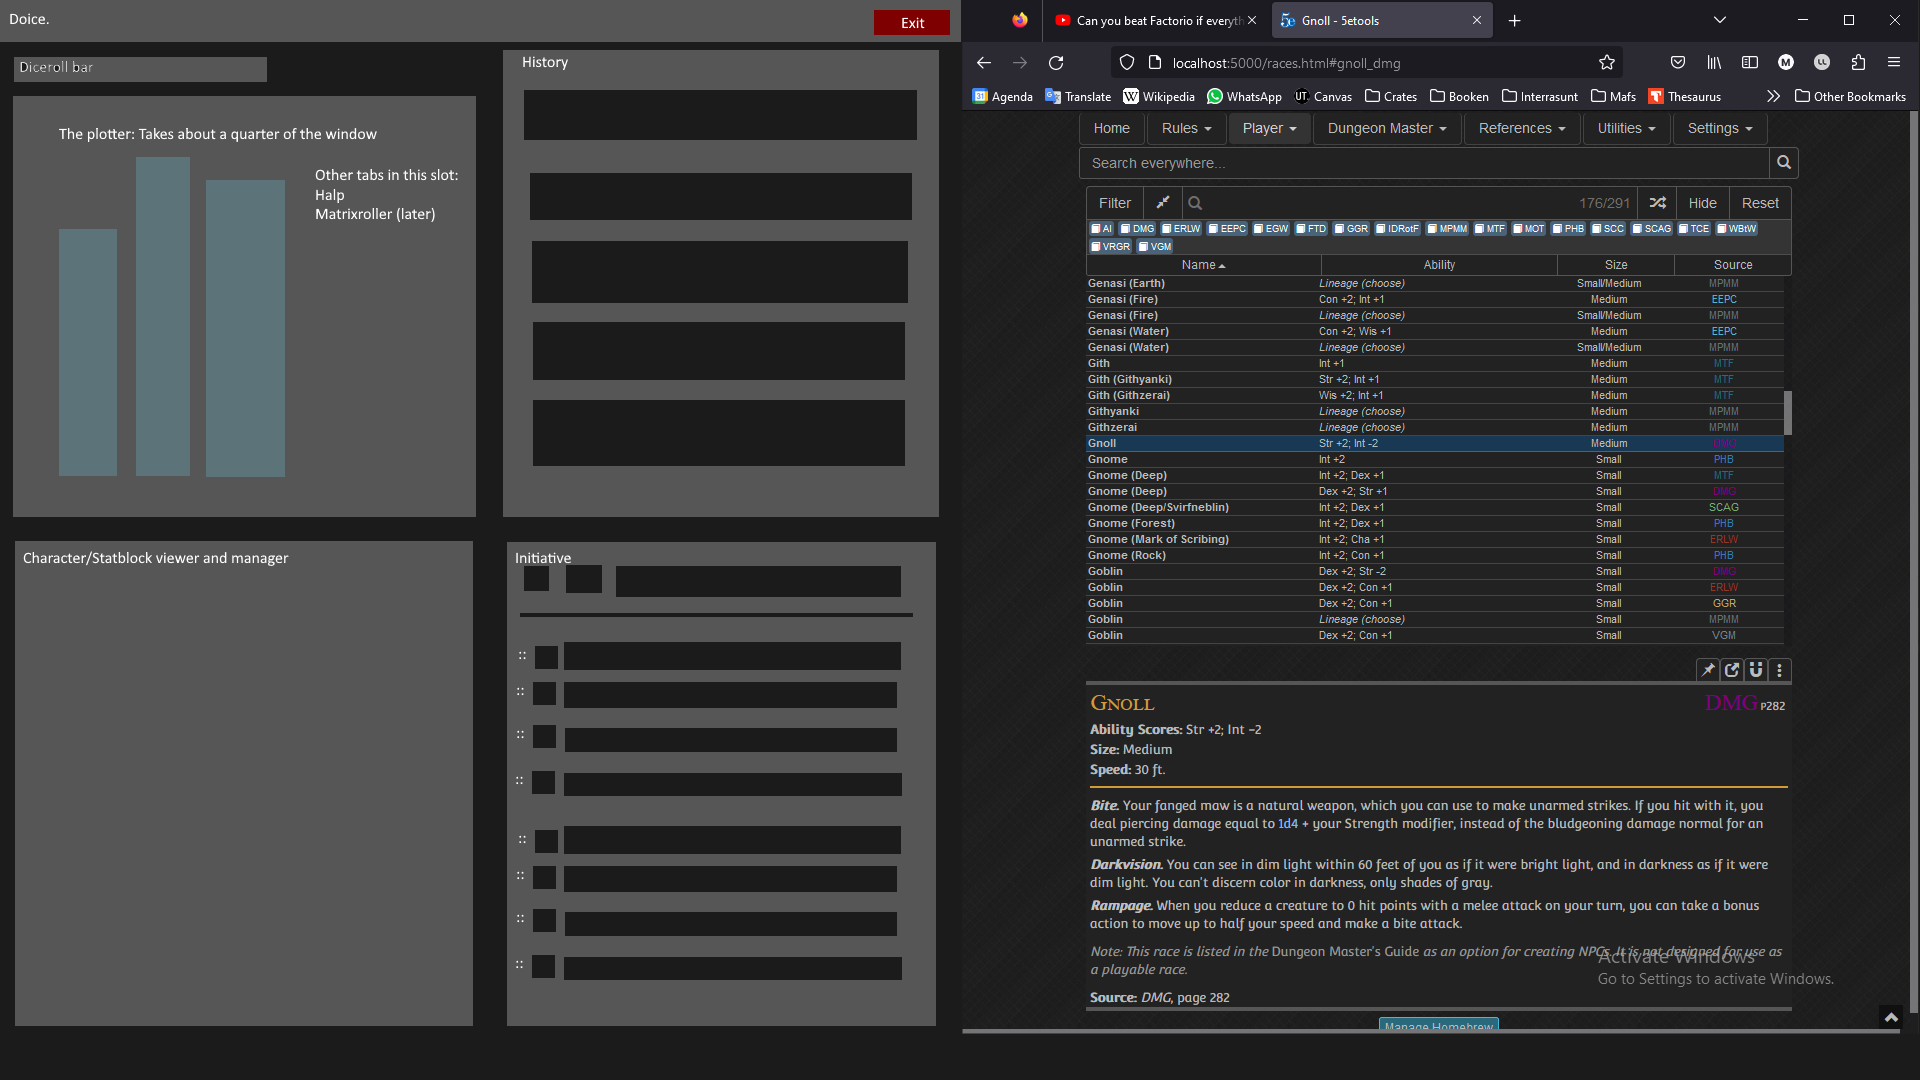 Doice.
Exit
Diceroll bar
The plotter: Takes about a quarter of the window
Other tabs in this slot:
Halp
Matrixroller (later)
History
Character/Statblock viewer and manager
Initiative
::
::
::
::
::
::
::
::
Can you beat Factorio if everyth
Gnoll - 5etools
localhost:5000/races.html#gnoll_dmg
Agenda Translate Wikipedia WhatsApp Canvas Crates Booken Interrasunt Mafs Thesaurus Other Bookmarks
Home Rules Player Dungeon Master References Utilities Settings
Search everywhere...
Filter 176/291 Hide Reset
AI DMG ERLW EEPC EGW FTD GGR IDRotF MPMM MTF MOT PHB SCC SCAG TCE WBtW
VRGR VGM
Name Ability Size Source
Genasi (Earth) Lineage (choose) Small/Medium MPMM
Genasi (Fire) Con +2; Int +1 Medium EEPC
Genasi (Fire) Lineage (choose) Small/Medium MPMM
Genasi (Water) Con +2; Wis +1 Medium EEPC
Genasi (Water) Lineage (choose) Small/Medium MPMM
Gith Int +1 Medium MTF
Gith (Githyanki) Str +2; Int +1 Medium MTF
Gith (Githzerai) Wis +2; Int +1 Medium MTF
Githyanki Lineage (choose) Medium MPMM
Githzerai Lineage (choose) Medium MPMM
Gnoll Str +2; Int -2 Medium DMG
Gnome Int +2 Small PHB
Gnome (Deep) Int +2; Dex +1 Small MTF
Gnome (Deep) Dex +2; Str +1 Small DMG
Gnome (Deep/Svirfneblin) Int +2; Dex +1 Small SCAG
Gnome (Forest) Int +2; Dex +1 Small PHB
Gnome (Mark of Scribing) Int +2; Cha +1 Small ERLW
Gnome (Rock) Int +2; Con +1 Small PHB
Goblin Dex +2; Str -2 Small DMG
Goblin Dex +2; Con +1 Small ERLW
Goblin Dex +2; Con +1 Small GGR
Goblin Lineage (choose) Small MPMM
Goblin Dex +2; Con +1 Small VGM
Gnoll DMG P282
Ability Scores: Str +2; Int −2
Size: Medium
Speed: 30 ft.
Bite. Your fanged maw is a natural weapon, which you can use to make unarmed strikes. If you hit with it, you
deal piercing damage equal to 1d4 + your Strength modifier, instead of the bludgeoning damage normal for an
unarmed strike.
Darkvision. You can see in dim light within 60 feet of you as if it were bright light, and in darkness as if it were
dim light. You can't discern color in darkness, only shades of gray.
Rampage. When you reduce a creature to 0 hit points with a melee attack on your turn, you can take a bonus
action to move up to half your speed and make a bite attack.
Note: This race is listed in the Dungeon Master's Guide as an option for creating NPCs. It is not designed for use as
a playable race.
Source: DMG, page 282
Activate Windows
Go to Settings to activate Windows.
Manage Homebrew